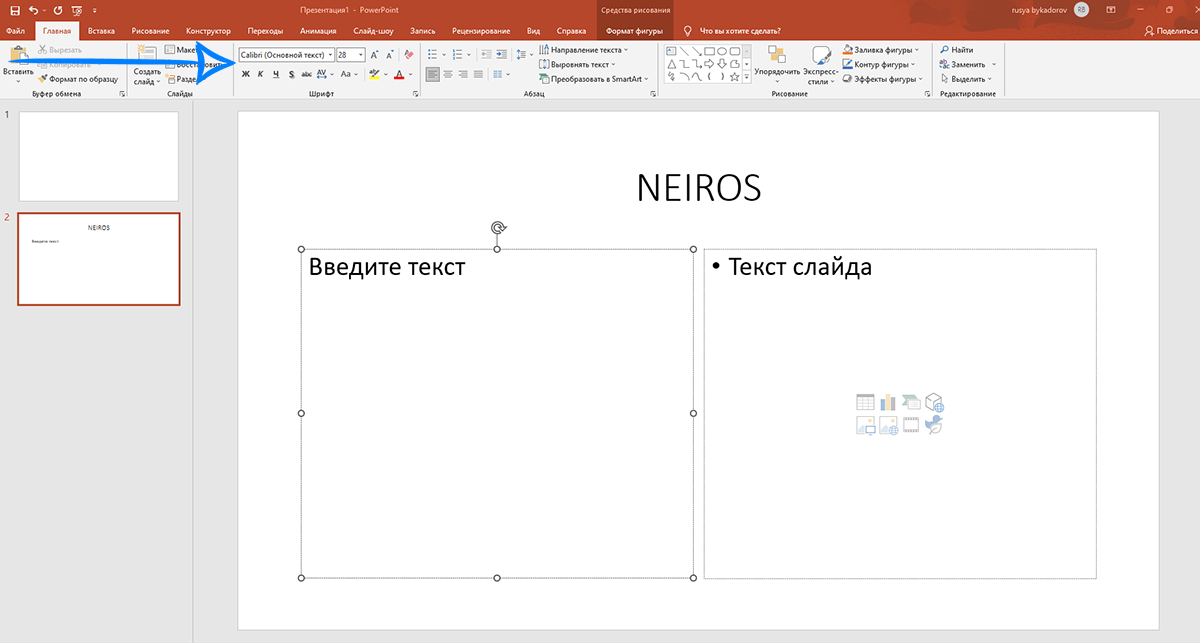 Презентация1 - PowerPoint
Средства рисования
rusya bykadorov
RB
Файл Главная Вставка Рисование Конструктор Переходы Анимация Слайд-шоу Запись Рецензирование Вид Справка Формат фигуры Что вы хотите сделать? Поделиться
Вставить
Вырезать
Копировать
Формат по образцу
Буфер обмена
Создать
слайд
Слайды
Calibri (Основной текст) 28
Ж К Ч S abc AV Aa А
Шрифт
Направление текста
Выровнять текст
Преобразовать в SmartArt
Абзац
Упорядочить
Экспресс-
стили
Заливка фигуры
Контур фигуры
Эффекты фигуры
Рисование
Найти
Заменить
Выделить
Редактирование
1
2
NEIROS
Введите текст
NEIROS
Введите текст
• Текст слайда